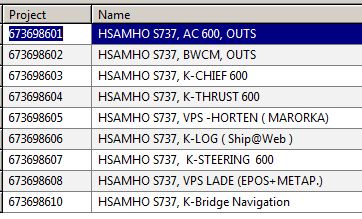 Project Name
673698601 HSAMHO S737, AC 600, OUTS
673698602 HSAMHO S737, BWCM, OUTS
673698603 HSAMHO S737, K-CHIEF 600
673698604 HSAMHO S737, K-THRUST 600
673698605 HSAMHO S737, VPS -HORTEN ( MARORKA)
673698606 HSAMHO S737, K-LOG ( Ship@Web )
673698607 HSAMHO S737,  K-STEERING  600
673698608 HSAMHO S737, VPS LADE (EPOS+METAP.)
673698610 HSAMHO S737, K-Bridge Navigation